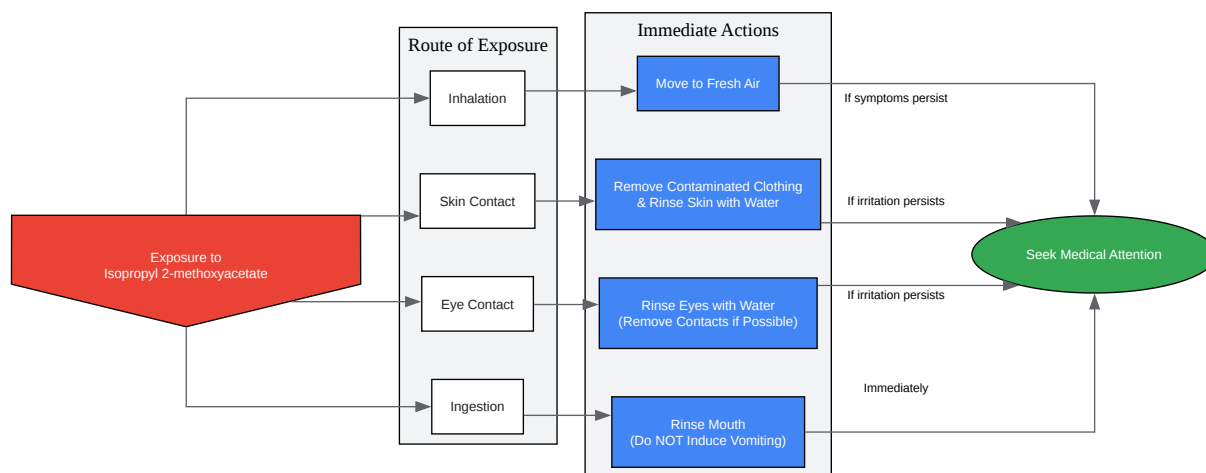 Route of Exposure
Immediate Actions
Inhalation
Move to Fresh Air
If symptoms persist
Skin Contact
Remove Contaminated Clothing
& Rinse Skin with Water
If irritation persists
Exposure to
Isopropyl 2-methoxyacetate
Seek Medical Attention
Eye Contact
Rinse Eyes with Water
(Remove Contacts if Possible)
If irritation persists
Ingestion
Rinse Mouth
(Do NOT Induce Vomiting)
Immediately